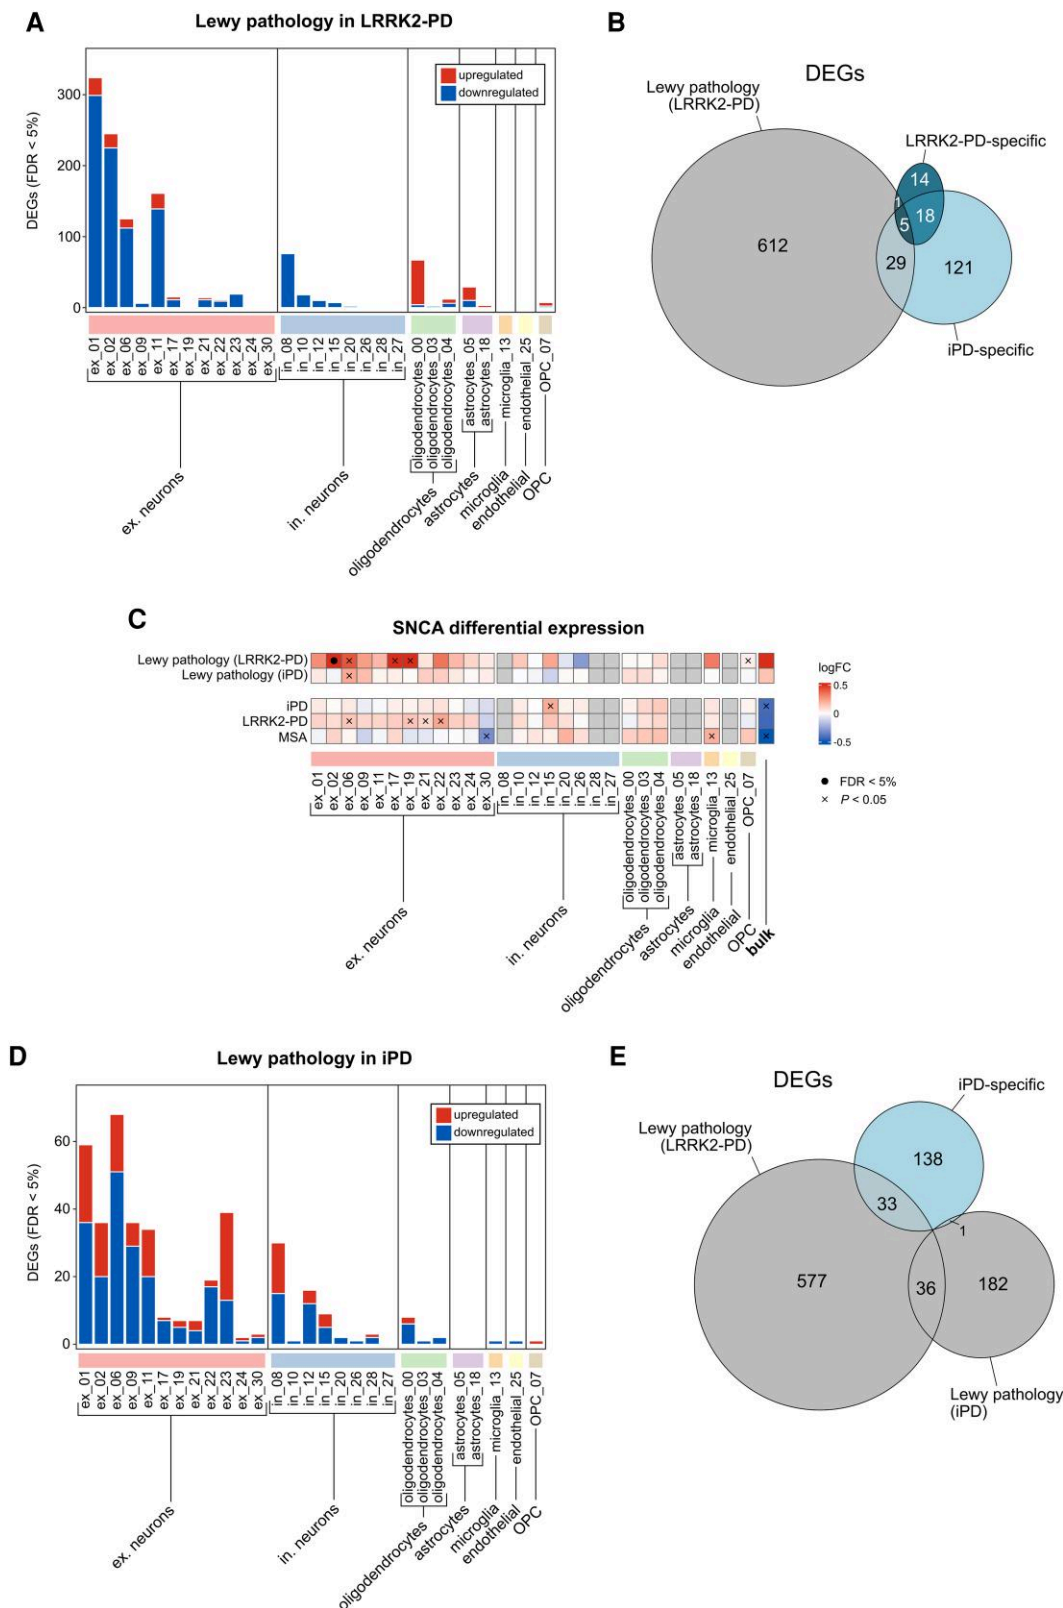 A
Lewy pathology in LRRK2-PD
DEGs (FDR < 5%)
300
200
100
0
upregulated
downregulated
ex_01
ex_02
ex_06
ex_09
ex_11
ex_17
ex_19
ex_21
ex_22
ex_23
ex_24
ex_30
in_08
in_10
in_12
in_15
in_20
in_26
in_28
in_27
oligodendrocytes_00
oligodendrocytes_03
oligodendrocytes_04
astrocytes_05
astrocytes_18
microglia_13
endothelial_25
OPC_07
ex. neurons
in. neurons
oligodendrocytes
astrocytes
microglia
endothelial
OPC
B
DEGs
Lewy pathology
(LRRK2-PD)
LRRK2-PD-specific
14
1
5
18
612
29
121
iPD-specific
C
SNCA differential expression
Lewy pathology (LRRK2-PD)
Lewy pathology (iPD)
iPD
LRRK2-PD
MSA
logFC
0.5
0
-0.5
FDR < 5%
× P < 0.05
ex_01
ex_02
ex_06
ex_09
ex_11
ex_17
ex_19
ex_21
ex_22
ex_23
ex_24
ex_30
in_08
in_10
in_12
in_15
in_20
in_26
in_28
in_27
oligodendrocytes_00
oligodendrocytes_03
oligodendrocytes_04
astrocytes_05
astrocytes_18
microglia_13
endothelial_25
OPC_07
ex. neurons
in. neurons
oligodendrocytes
astrocytes
microglia
endothelial
OPC
bulk
D
Lewy pathology in iPD
DEGs (FDR < 5%)
60
40
20
0
upregulated
downregulated
ex_01
ex_02
ex_06
ex_09
ex_11
ex_17
ex_19
ex_21
ex_22
ex_23
ex_24
ex_30
in_08
in_10
in_12
in_15
in_20
in_26
in_28
in_27
oligodendrocytes_00
oligodendrocytes_03
oligodendrocytes_04
astrocytes_05
astrocytes_18
microglia_13
endothelial_25
OPC_07
ex. neurons
in. neurons
oligodendrocytes
astrocytes
microglia
endothelial
OPC
E
DEGs
iPD-specific
Lewy pathology
(LRRK2-PD)
138
33
1
577
36
182
Lewy pathology
(iPD)